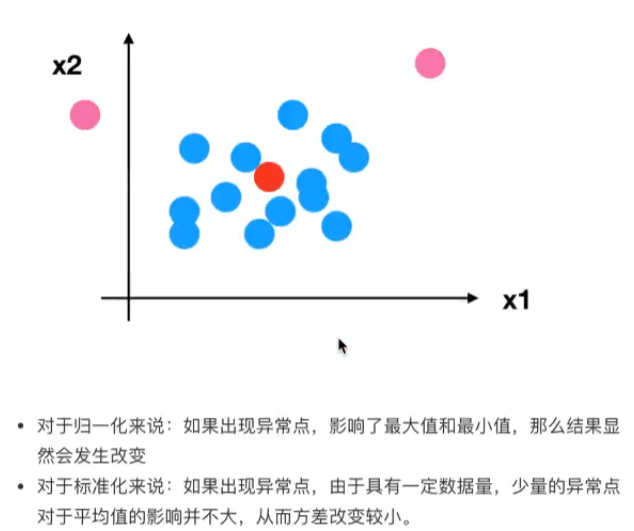 x2
x1
• 对于归一化来说：如果出现异常点，影响了最大值和最小值，那么结果显
然会发生改变
• 对于标准化来说：如果出现异常点，由于具有一定数据量，少量的异常点
对于平均值的影响并不大，从而方差改变较小。